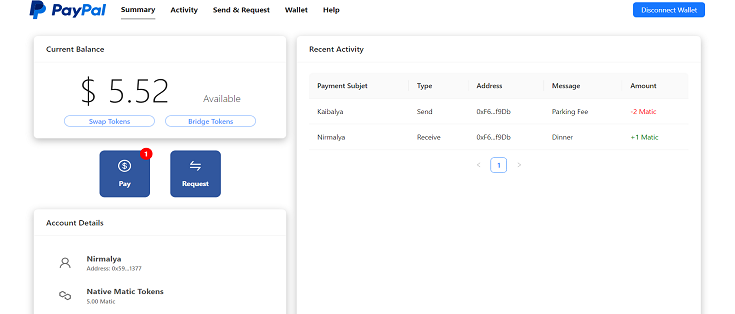 PayPal Summary Activity Send & Request Wallet Help Disconnect Wallet
Current Balance
$ 5.52 Available
Swap Tokens Bridge Tokens
1
Pay Request
Account Details
Nirmalya
Address: 0x59...1377
Native Matic Tokens
5.00 Matic
Recent Activity
Payment Subjet Type Address Message Amount
Kaibalya Send 0xF6...f9Db Parking Fee -2 Matic
Nirmalya Receive 0xF6...f9Db Dinner +1 Matic
< 1 >